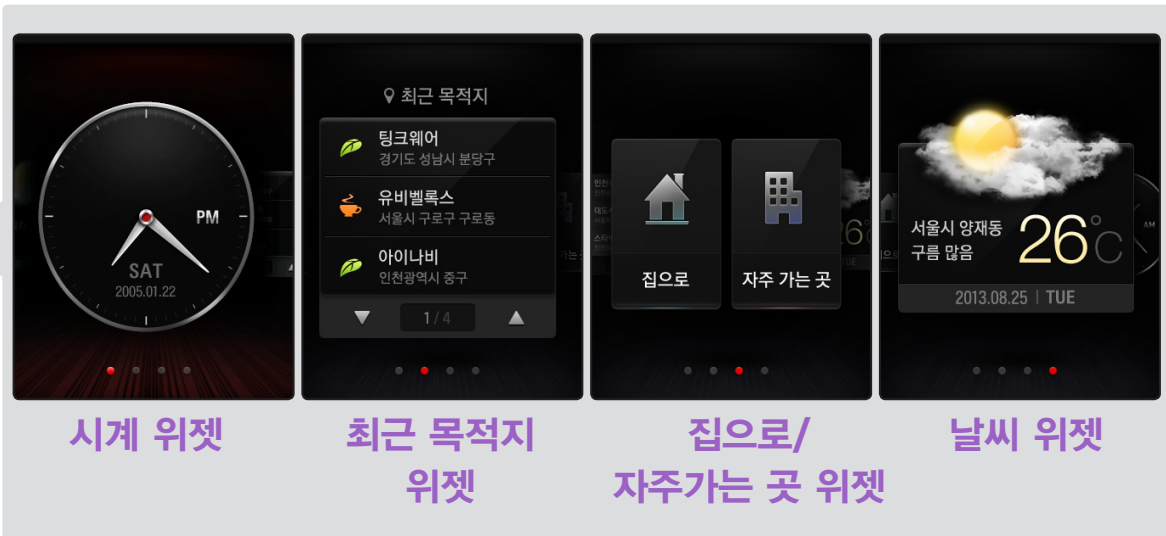 PM
SAT
2005.01.22
최근 목적지
팅크웨어
경기도 성남시 분당구
유비벨록스
서울시 구로구 구로동
아이나비
인천광역시 중구
1 / 4
집으로
자주 가는 곳
서울시 양재동
구름 많음
26℃
2013.08.25 | TUE
AM
시계 위젯
최근 목적지
위젯
집으로/
자주가는 곳 위젯
날씨 위젯